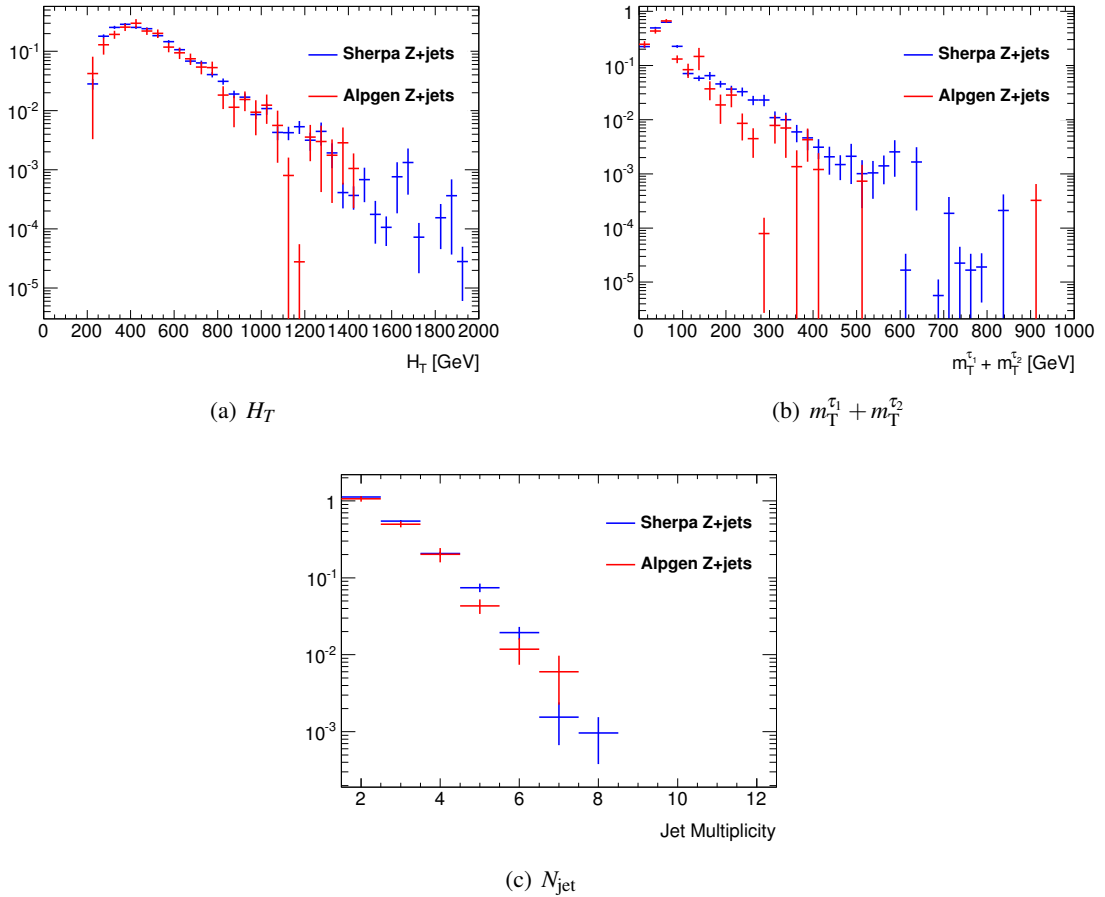 10⁻¹
10⁻²
10⁻³
10⁻⁴
10⁻⁵
Sherpa Z+jets
Alpgen Z+jets
0 200 400 600 800 1000 1200 1400 1600 1800 2000
H_T [GeV]
(a) H_T
1
10⁻¹
10⁻²
10⁻³
10⁻⁴
10⁻⁵
Sherpa Z+jets
Alpgen Z+jets
0 100 200 300 400 500 600 700 800 900 1000
m_T^τ₁ + m_T^τ₂ [GeV]
(b) m_T^τ₁ + m_T^τ₂
1
10⁻¹
10⁻²
10⁻³
Sherpa Z+jets
Alpgen Z+jets
2 4 6 8 10 12
Jet Multiplicity
(c) N_jet